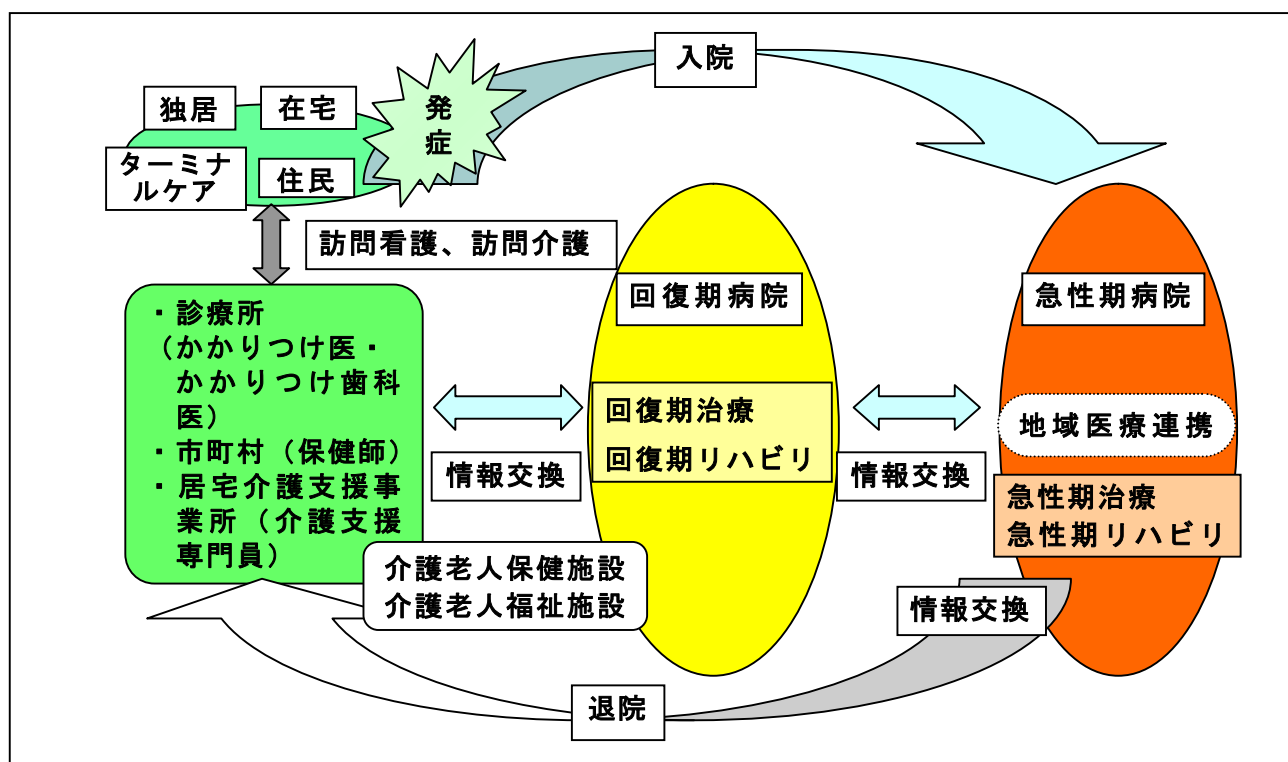 入院
発
症
独居
在宅
ターミナ
ルケア
住民
訪問看護、訪問介護
回復期病院
急性期病院
・診療所
（かかりつけ医・
かかりつけ歯科
医）
・市町村（保健師）
・居宅介護支援事
業所（介護支援
専門員）
回復期治療
回復期リハビリ
地域医療連携
情報交換
情報交換
急性期治療
急性期リハビリ
介護老人保健施設
介護老人福祉施設
情報交換
退院